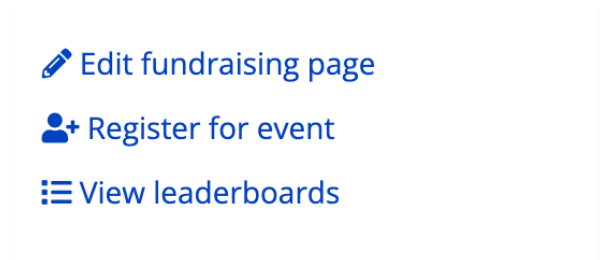 Edit fundraising page
Register for event
View leaderboards